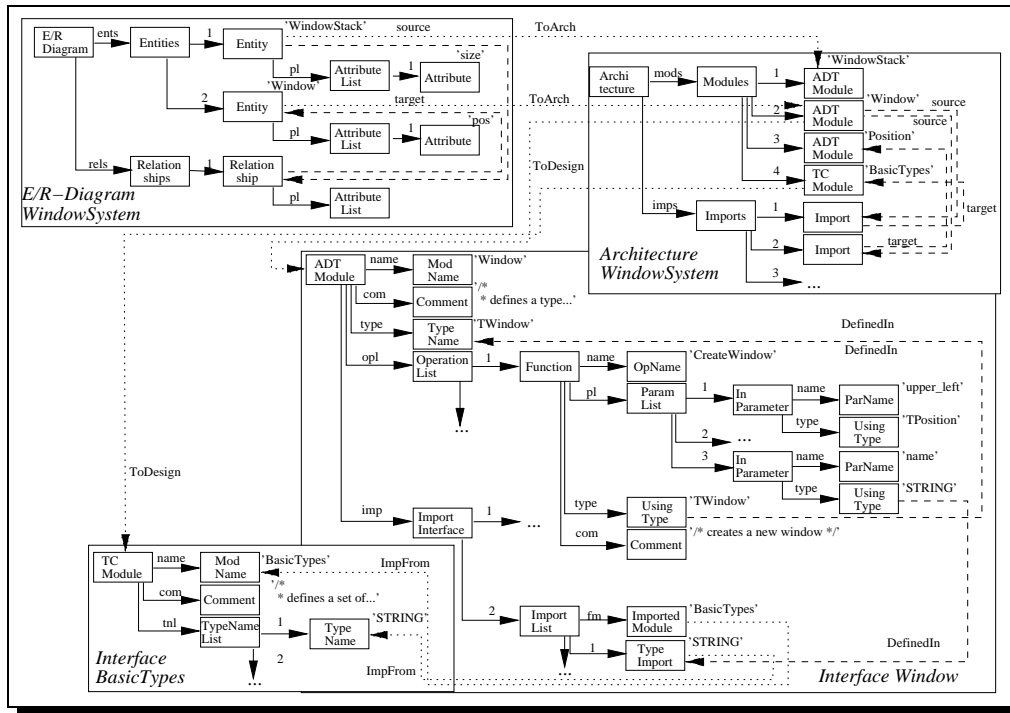 E/R
Diagram
ents
Entities
1
Entity
'WindowStack'
source
ToArch
pl
Attribute
List
1
Attribute
'size'
'Window'
2
Entity
target
ToArch
pl
Attribute
List
1
Attribute
'pos'
rels
Relation
ships
1
Relation
ship
pl
Attribute
List
E/R-Diagram
WindowSystem
ToDesign
Archi
tecture
mods
Modules
1
'WindowStack'
ADT
Module
'Window'
2
ADT
Module
source
source
3
'Position'
ADT
Module
4
'BasicTypes'
TC
Module
imps
Imports
1
Import
target
2
Import
target
3
...
Architecture
WindowSystem
ADT
Module
name
Mod
Name
'Window'
com
Comment
'/*
* defines a type...'
type
Type
Name
'TWindow'
DefinedIn
DefinedIn
opl
Operation
List
1
Function
name
OpName
'CreateWindow'
...
pl
Param
List
1
In
Parameter
name
ParName
'upper_left'
type
Using
Type
'TPosition'
2
...
3
In
Parameter
name
ParName
'name'
type
Using
Type
'STRING'
type
Using
Type
'TWindow'
com
Comment
'/* creates a new window */'
imp
Import
Interface
1
...
2
Import
List
fm
Imported
Module
'BasicTypes'
1
Type
Import
'STRING'
DefinedIn
...
Interface Window
ToDesign
TC
Module
name
Mod
Name
'BasicTypes'
ImpFrom
com
Comment
'/*
* defines a set of...'
tnl
TypeName
List
1
Type
Name
'STRING'
2
...
ImpFrom
Interface
BasicTypes